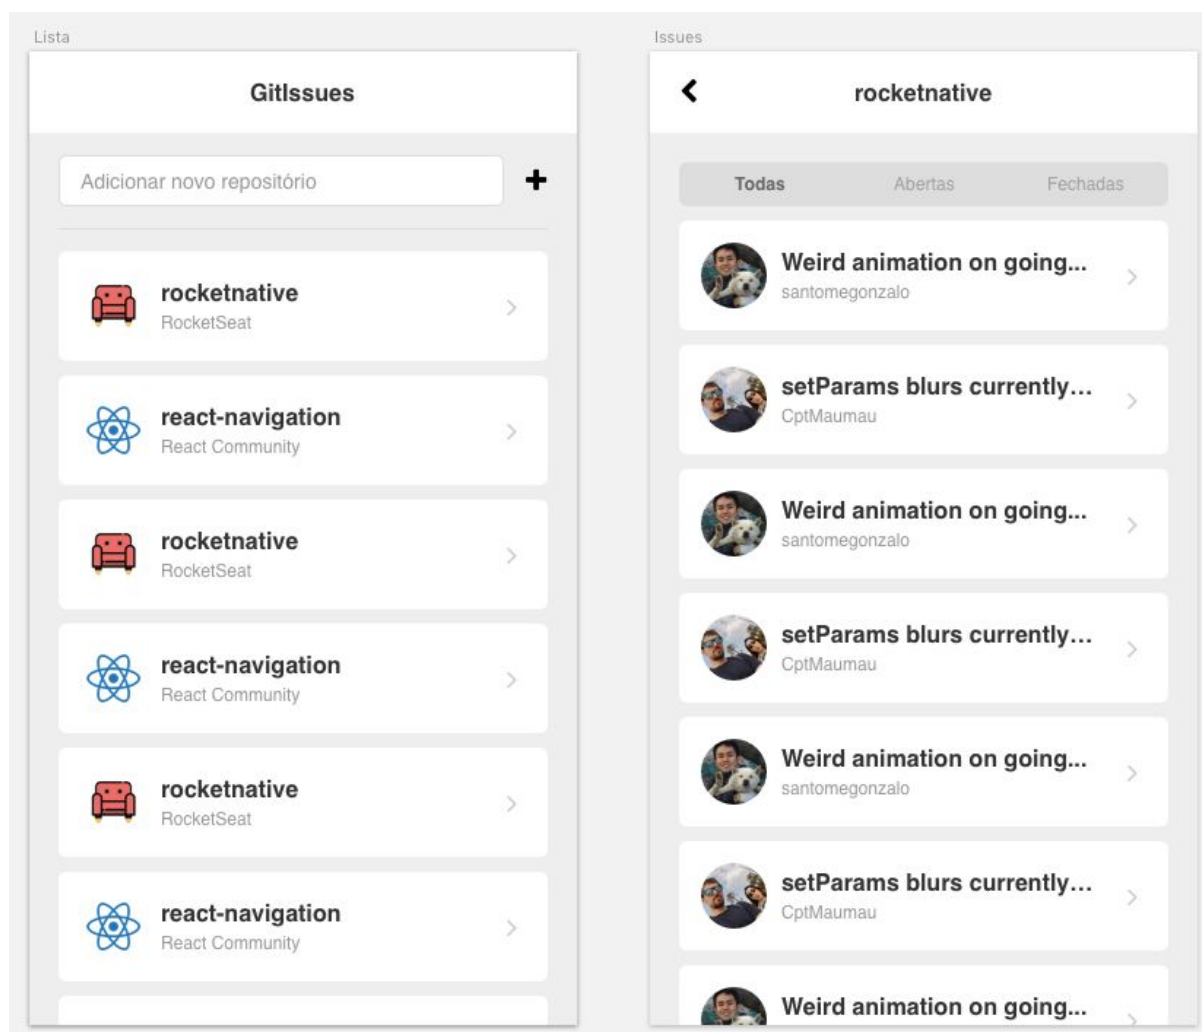 Lista
GitIssues
Adicionar novo repositório
rocketnative
RocketSeat
react-navigation
React Community
rocketnative
RocketSeat
react-navigation
React Community
rocketnative
RocketSeat
react-navigation
React Community
Issues
rocketnative
Todas Abertas Fechadas
Weird animation on going...
santomegonzalo
setParams blurs currently...
CptMaumau
Weird animation on going...
santomegonzalo
setParams blurs currently...
CptMaumau
Weird animation on going...
santomegonzalo
setParams blurs currently...
CptMaumau
Weird animation on going...